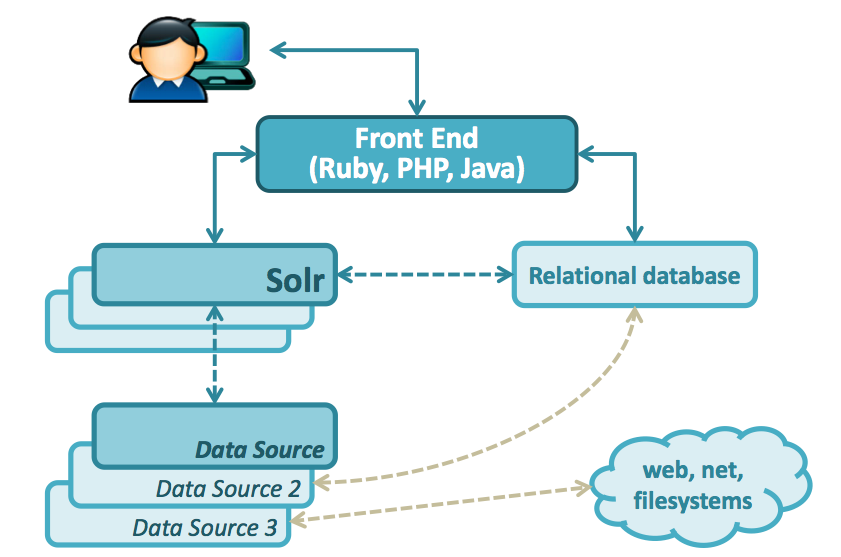 Front End
(Ruby, PHP, Java)
Solr
Relational database
Data Source
Data Source 2
Data Source 3
web, net,
filesystems